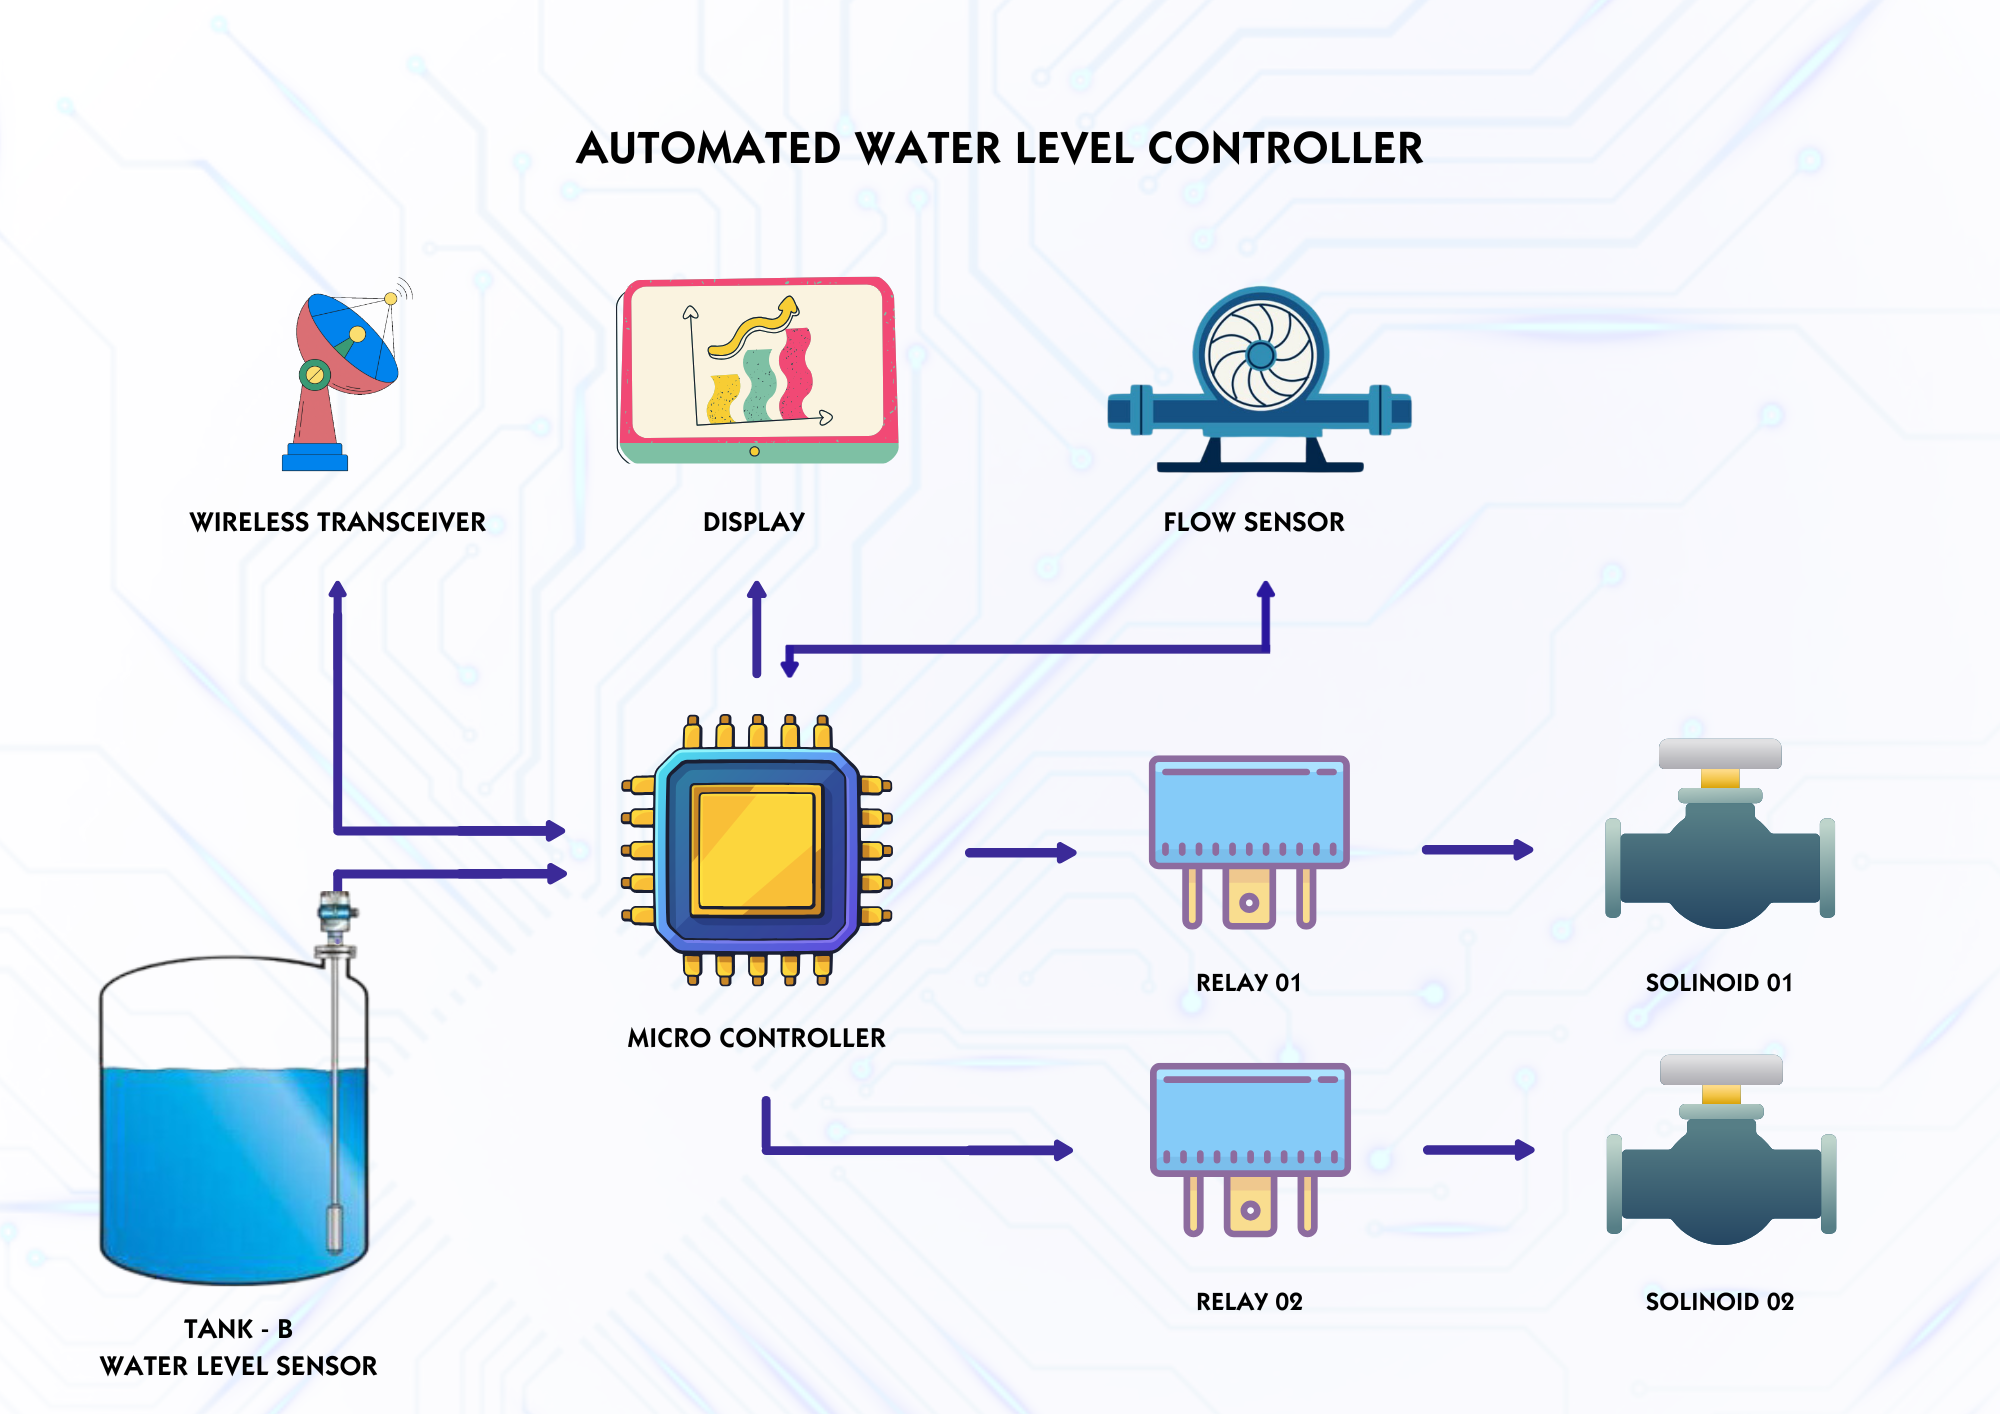 AUTOMATED WATER LEVEL CONTROLLER
WIRELESS TRANSCEIVER
DISPLAY
FLOW SENSOR
MICRO CONTROLLER
RELAY 01
SOLINOID 01
RELAY 02
SOLINOID 02
TANK - B
WATER LEVEL SENSOR